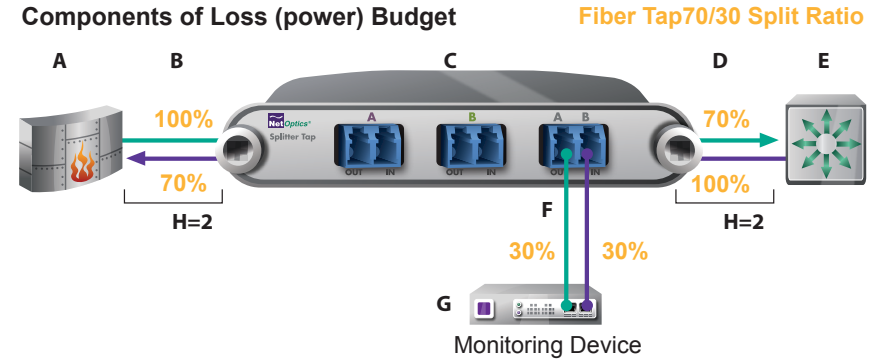 Components of Loss (power) Budget
Fiber Tap70/30 Split Ratio
A B C D E
100%
70%
NetOptics®
Splitter Tap
A
OUT IN
B
OUT IN
A B
OUT IN
70%
100%
H=2
H=2
F
30% 30%
G
Monitoring Device